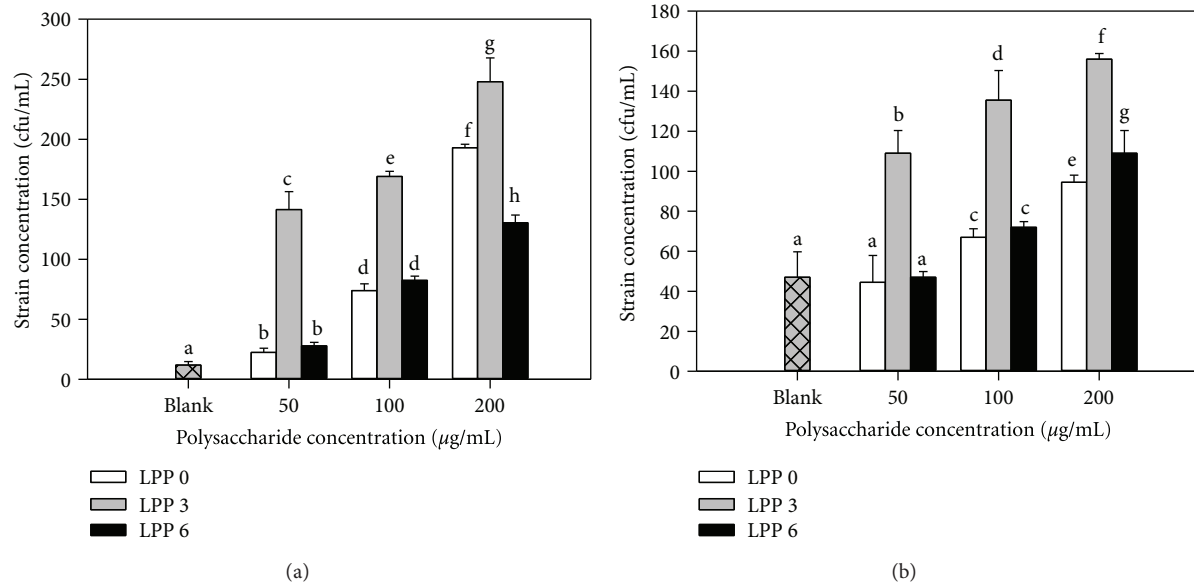 300
250
200
150
100
50
0
Strain concentration (cfu/mL)
a
b
c
b
d
e
d
f
g
h
Blank
50
100
200
Polysaccharide concentration (μg/mL)
LPP 0
LPP 3
LPP 6
(a)
180
160
140
120
100
80
60
40
20
0
Strain concentration (cfu/mL)
a
a
b
a
c
d
c
e
f
g
Blank
50
100
200
Polysaccharide concentration (μg/mL)
LPP 0
LPP 3
LPP 6
(b)